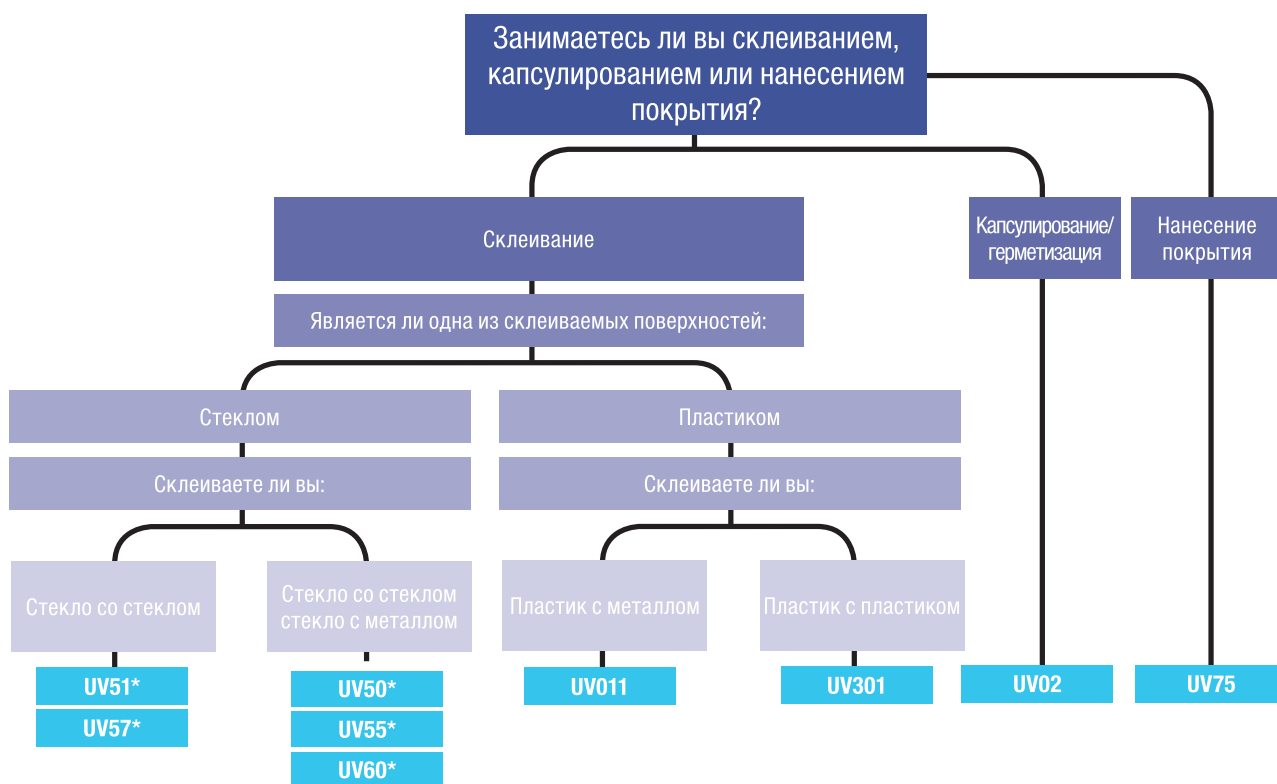 Занимаетесь ли вы склеиванием,
капсулированием или нанесением
покрытия?
Склеивание
Капсулирование/
герметизация
Нанесение
покрытия
Является ли одна из склеиваемых поверхностей:
Стеклом
Пластиком
Склеиваете ли вы:
Склеиваете ли вы:
Стекло со стеклом
Стекло со стеклом
стекло с металлом
Пластик с металлом
Пластик с пластиком
UV51*
UV57*
UV50*
UV55*
UV60*
UV011
UV301
UV02
UV75